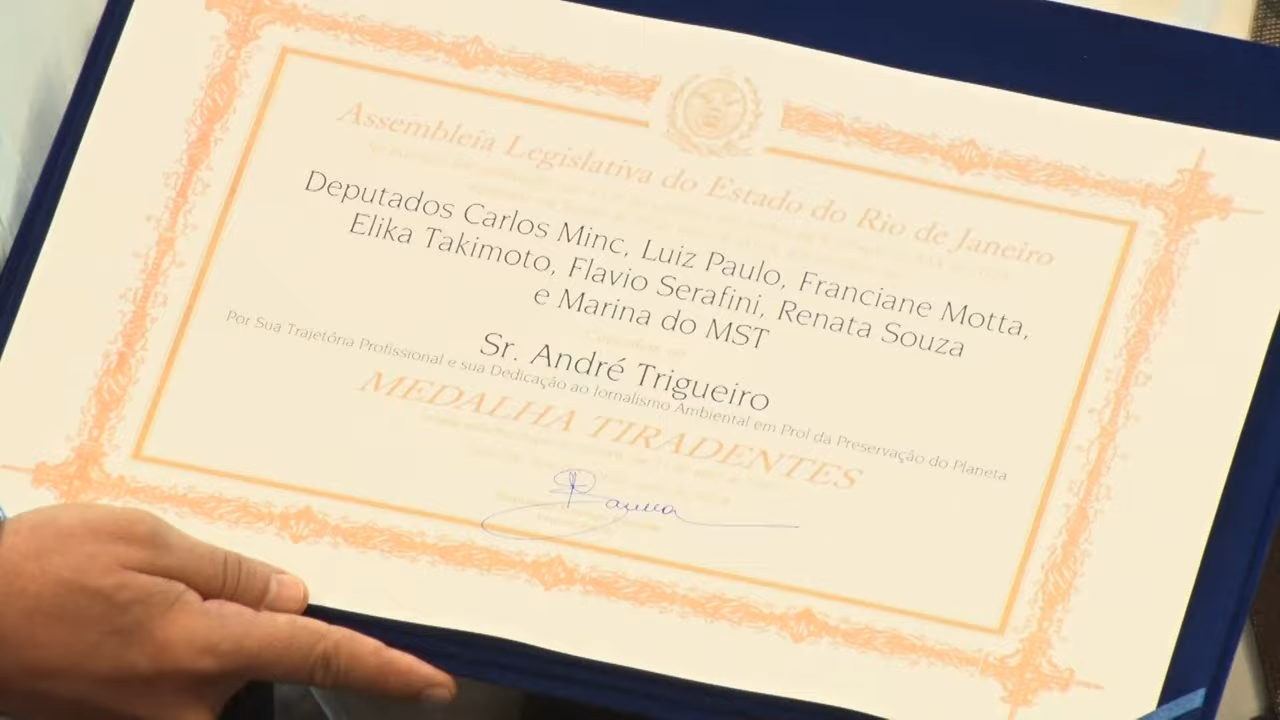 Assembleia Legislativa do Estado do Rio de Janeiro
Deputados Carlos Minc, Luiz Paulo, Franciane Motta,
Elika Takimoto, Flavio Serafini, Renata Souza
e Marina do MST
Sr. André Trigueiro
Por Sua Trajetória Profissional e sua Dedicação ao Jornalismo Ambiental em Prol da Preservação do Planeta
MEDALHA TIRADENTES